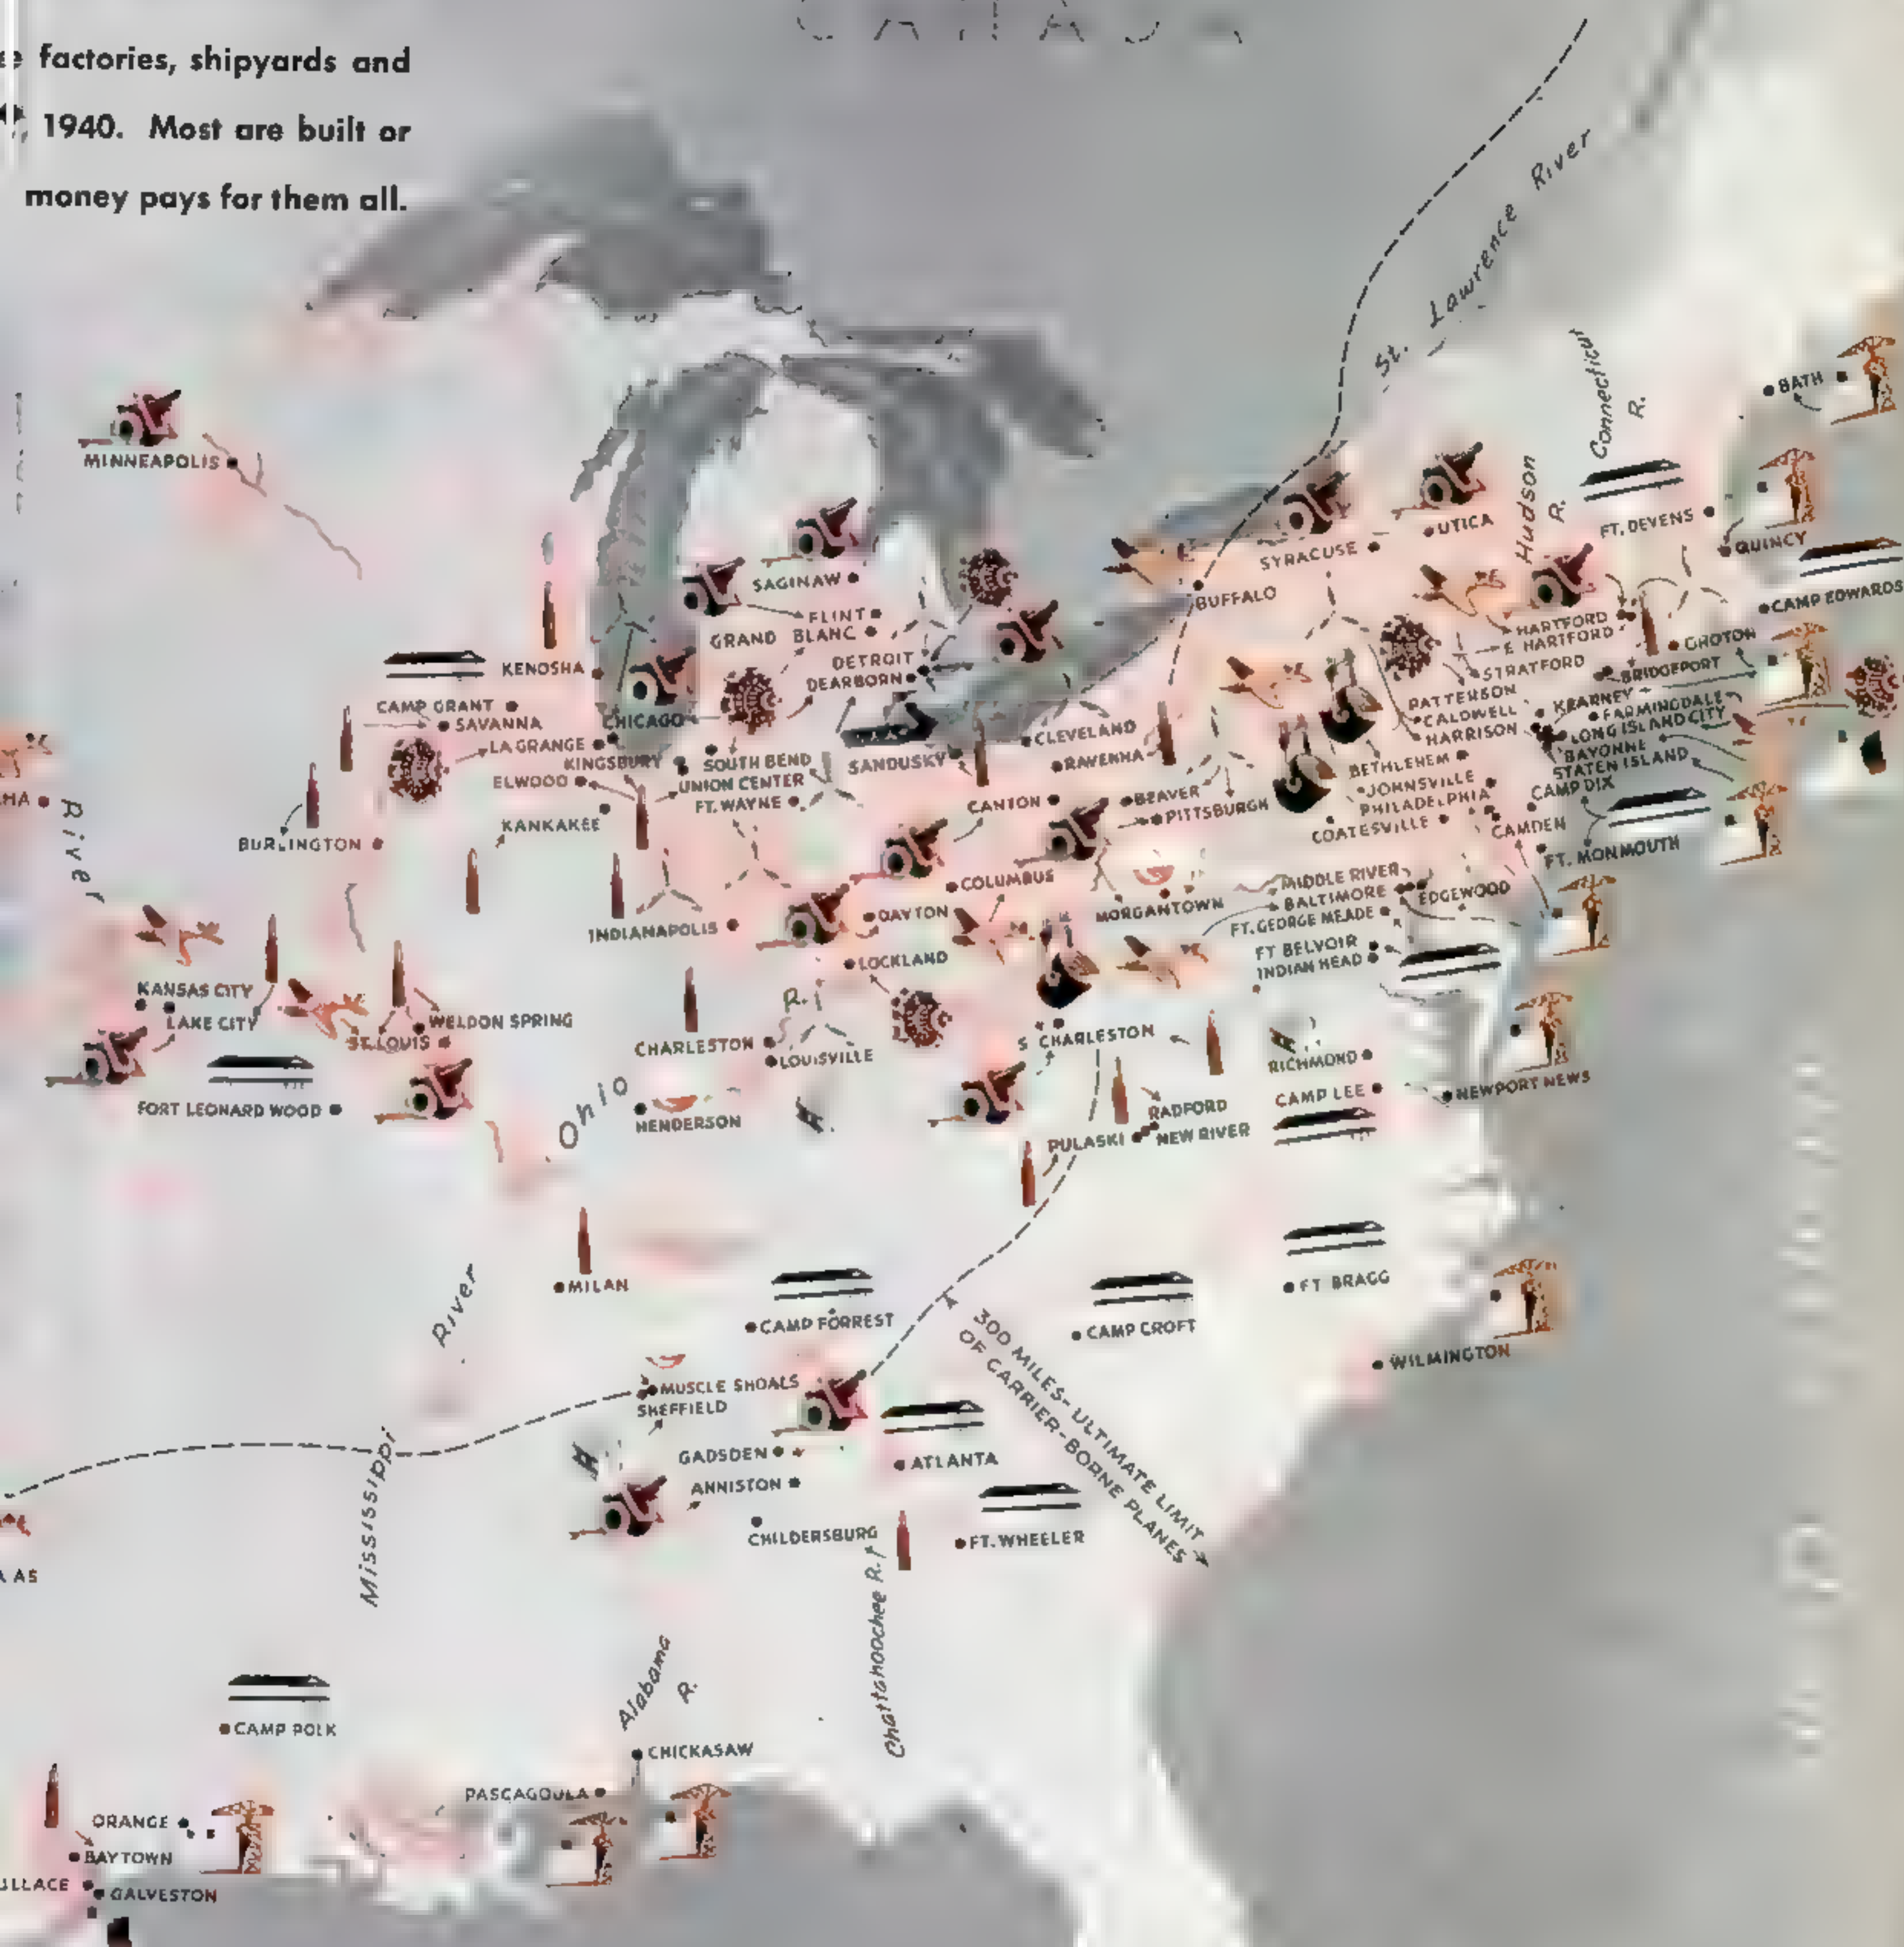 CANADA
factories, shipyards and
1940. Most are built or
money pays for them all.
St. Lawrence River
Connecticut
R.
Hudson
R.
BATH
MINNEAPOLIS
UTICA
FT. DEVENS
QUINCY
SYRACUSE
SAGINAW
BUFFALO
CAMP EDWARDS
FLINT
GRAND BLANC
HARTFORD
E HARTFORD
GROTON
DETROIT
DEARBORN
KENOSHA
STRATFORD
BRIDGEPORT
PATTERSON
CALDWELL
HARRISON
KEARNEY
FARMINGDALE
LONG ISLAND CITY
BAYONNE
STATEN ISLAND
CAMP DIX
CAMP GRANT
SAVANNA
CHICAGO
LA GRANGE
KINGSBURY
ELWOOD
SOUTH BEND
UNION CENTER
FT. WAYNE
SANDUSKY
CLEVELAND
RAVENNA
BETHLEHEM
JOHNSVILLE
PHILADELPHIA
COATESVILLE
CAMDEN
FT. MONMOUTH
CANTON
BEAVER
PITTSBURGH
KANKAKEE
BURLINGTON
River
COLUMBUS
MORGANTOWN
MIDDLE RIVER
BALTIMORE
EDGEWOOD
FT. GEORGE MEADE
FT BELVOIR
INDIAN HEAD
INDIANAPOLIS
DAYTON
LOCKLAND
KANSAS CITY
LAKE CITY
WELDON SPRING
ST. LOUIS
R.
CHARLESTON
LOUISVILLE
S CHARLESTON
RICHMOND
CAMP LEE
NEWPORT NEWS
FORT LEONARD WOOD
Ohio
HENDERSON
RADFORD
PULASKI
NEW RIVER
MILAN
River
CAMP FORREST
CAMP CROFT
FT. BRAGG
WILMINGTON
300 MILES- ULTIMATE LIMIT
OF CARRIER-BORNE PLANES
MUSCLE SHOALS
SHEFFIELD
GADSDEN
ANNISTON
ATLANTA
CHILDERSBURG
FT. WHEELER
Mississippi
AS
Chattahoochee R.
Alabama
R.
CAMP POLK
CHICKASAW
PASCAGOULA
ORANGE
BAYTOWN
GALVESTON